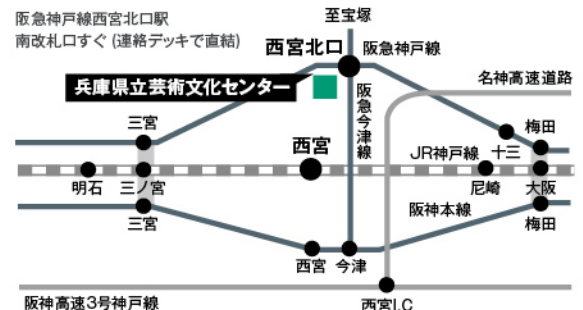 阪急神戸線西宮北口駅
南改札口すぐ (連絡デッキで直結)
至宝塚
西宮北口
阪急神戸線
兵庫県立芸術文化センター
阪急今津線
名神高速道路
三宮
西宮
梅田
JR神戸線
十三
明石
三ノ宮
尼崎
大阪
三宮
阪神本線
梅田
西宮
今津
阪神高速3号神戸線
西宮I.C